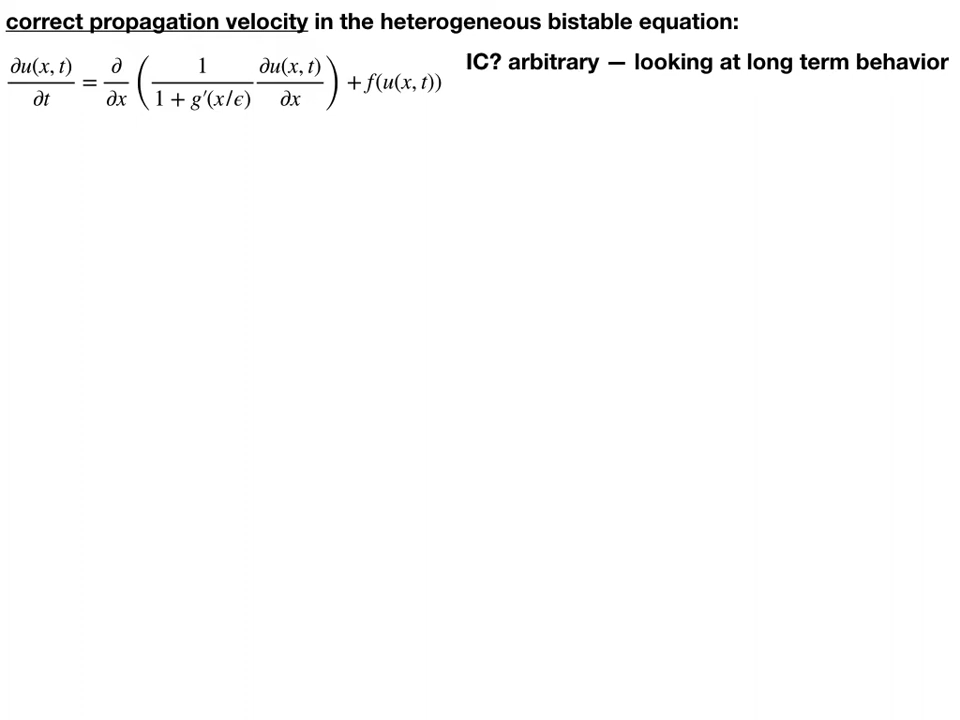 correct propagation velocity in the heterogeneous bistable equation:
∂u(x, t)/∂t = ∂/∂x ( 1/(1 + g′(x/ϵ)) ∂u(x, t)/∂x ) + f(u(x, t))
IC? arbitrary — looking at long term behavior